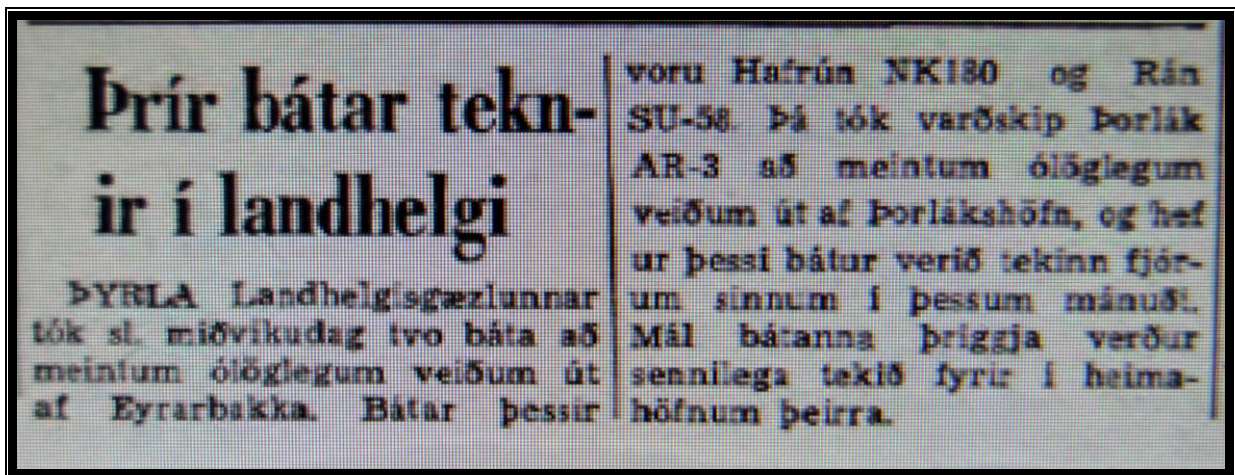 Þrír bátar tekn-
ir í landhelgi
ÞYRLA Landhelgisgæzlunnar
tók sl. miðvikudag tvo báta að
meintum ólöglegum veiðum út
af Eyrarbakka. Bátar þessir
voru Hafrún NK180 og Rán
SU-58. Þá tók varðskip Þorlák
ÁR-3 að meintum ólöglegum
veiðum út af Þorlákshöfn, og hef
ur þessi bátur verið tekinn fjór-
um sinnum í þessum mánuði.
Mál bátanna þriggja verður
sennilega tekið fyrir í heima-
höfnum þeirra.